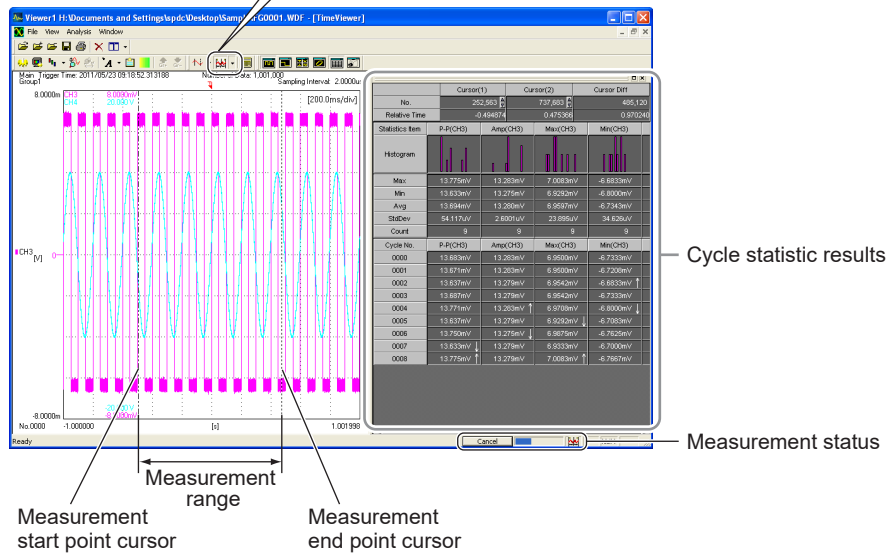 Viewer1 H:\Documents and Settings\spdc\Desktop\Samp G0001.WDF - [TimeViewer]
File View Analysis Window
Main Trigger Time: 2011/05/23 09:18:52.313188 Number of Data: 1,001,000
Group1 Sampling Interval: 2.0000u
8.0000m CH3 8.0000mV
CH4 20.000 V
[200.0ms/div]
CH3 [V] 0
-8.0000m
No.0000 -1.000000 [s] 1.001998
Cursor(1) Cursor(2) Cursor Diff
No. 252,563 737,683 485,120
Relative Time -0.494874 0.475366 0.970240
Statistics Item P-P(CH3) Amp(CH3) Max(CH3) Min(CH3)
Histogram
Max 13.775mV 13.283mV 7.0083mV -6.6833mV
Min 13.633mV 13.275mV 6.9292mV -6.8000mV
Avg 13.694mV 13.280mV 6.9597mV -6.7343mV
StdDev 54.117uV 2.6001uV 23.895uV 34.626uV
Count 9 9 9 9
Cycle No. P-P(CH3) Amp(CH3) Max(CH3) Min(CH3)
0000 13.683mV 13.283mV 6.9500mV -6.7333mV
0001 13.671mV 13.283mV 6.9500mV -6.7208mV
0002 13.637mV 13.279mV 6.9542mV -6.6833mV ↑
0003 13.687mV 13.279mV 6.9542mV -6.7333mV
0004 13.771mV 13.283mV ↑ 6.9708mV -6.8000mV ↓
0005 13.637mV 13.279mV 6.9292mV ↓ -6.7083mV
0006 13.750mV 13.275mV ↓ 6.9875mV -6.7625mV
0007 13.633mV ↓ 13.279mV 6.9333mV -6.7000mV
0008 13.775mV ↑ 13.279mV 7.0083mV ↑ -6.7667mV
Cycle statistic results
Ready Cancel
Measurement status
Measurement
range
Measurement
start point cursor
Measurement
end point cursor